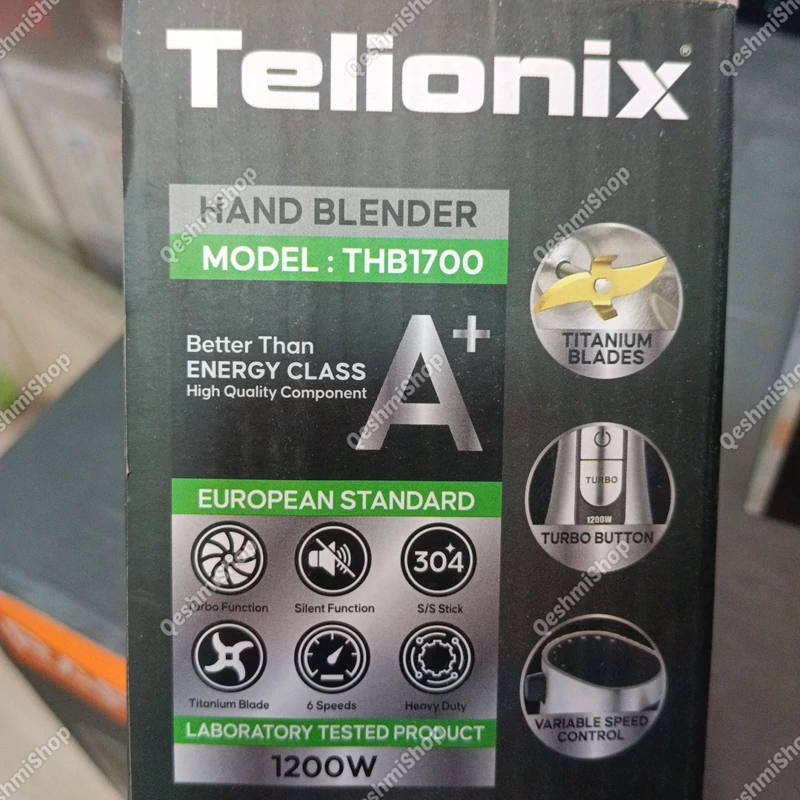 Telionix®
HAND BLENDER
MODEL : THB1700
Better Than
ENERGY CLASS
High Quality Component
A+
TITANIUM
BLADES
TURBO
1200W
TURBO BUTTON
EUROPEAN STANDARD
304
Turbo Function
Silent Function
S/S Stick
Titanium Blade
6 Speeds
Heavy Duty
VARIABLE SPEED
CONTROL
LABORATORY TESTED PRODUCT
1200W
QeshmiShop